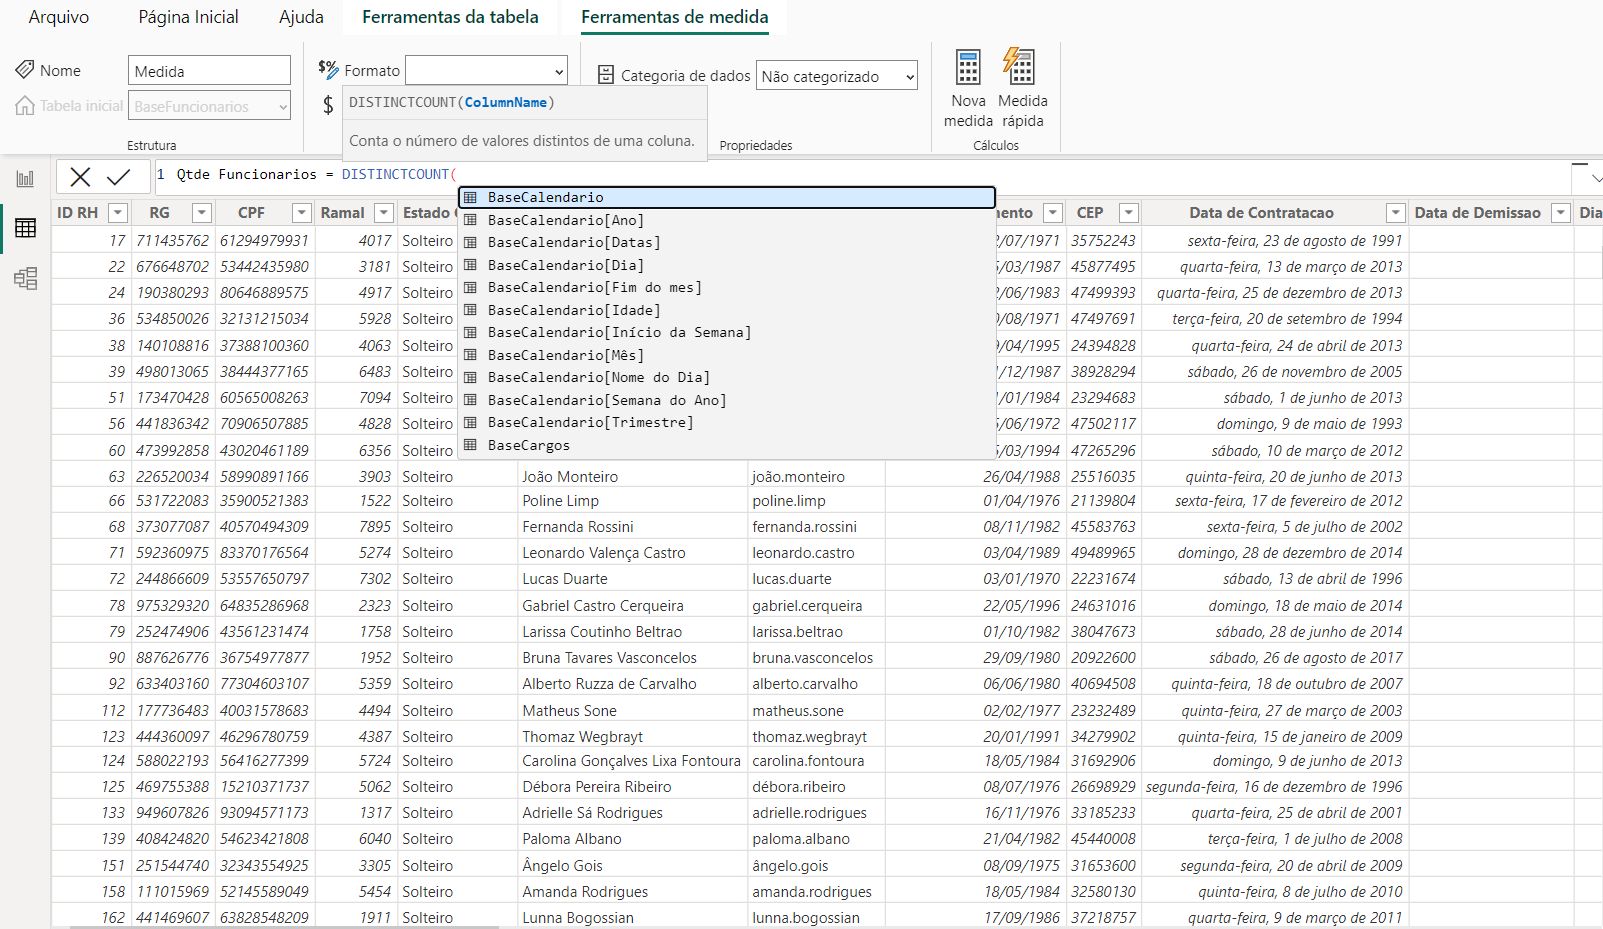 Arquivo Página Inicial Ajuda Ferramentas da tabela Ferramentas de medida
Nome Medida
Tabela inicial BaseFuncionarios
Estrutura
Formato
$
Categoria de dados Não categorizado
Propriedades
Nova medida
Medida rápida
Cálculos
DISTINCTCOUNT(ColumnName)
Conta o número de valores distintos de uma coluna.
1 Qtde Funcionarios = DISTINCTCOUNT(
BaseCalendario
BaseCalendario[Ano]
BaseCalendario[Datas]
BaseCalendario[Dia]
BaseCalendario[Fim do mes]
BaseCalendario[Idade]
BaseCalendario[Início da Semana]
BaseCalendario[Mês]
BaseCalendario[Nome do Dia]
BaseCalendario[Semana do Ano]
BaseCalendario[Trimestre]
BaseCargos
ID RH RG CPF Ramal Estado CEP Data de Contratacao Data de Demissao Dia
17 711435762 61294979931 4017 Solteiro /07/1971 35752243 sexta-feira, 23 de agosto de 1991
22 676648702 53442435980 3181 Solteiro /03/1987 45877495 quarta-feira, 13 de março de 2013
24 190380293 80646889575 4917 Solteiro /06/1983 47499393 quarta-feira, 25 de dezembro de 2013
36 534850026 32131215034 5928 Solteiro /08/1971 47497691 terça-feira, 20 de setembro de 1994
38 140108816 37388100360 4063 Solteiro /04/1995 24394828 quarta-feira, 24 de abril de 2013
39 498013065 38444377165 6483 Solteiro /12/1987 38928294 sábado, 26 de novembro de 2005
51 173470428 60565008263 7094 Solteiro /01/1984 23294683 sábado, 1 de junho de 2013
56 441836342 70906507885 4828 Solteiro /06/1972 47502117 domingo, 9 de maio de 1993
60 473992858 43020461189 6356 Solteiro /03/1994 47265296 sábado, 10 de março de 2012
63 226520034 58990891166 3903 Solteiro João Monteiro joão.monteiro 26/04/1988 25516035 quinta-feira, 20 de junho de 2013
66 531722083 35900521383 1522 Solteiro Poline Limp poline.limp 01/04/1976 21139804 sexta-feira, 17 de fevereiro de 2012
68 373077087 40570494309 7895 Solteiro Fernanda Rossini fernanda.rossini 08/11/1982 45583763 sexta-feira, 5 de julho de 2002
71 592360975 83370176564 5274 Solteiro Leonardo Valença Castro leonardo.castro 03/04/1989 49489965 domingo, 28 de dezembro de 2014
72 244866609 53557650797 7302 Solteiro Lucas Duarte lucas.duarte 03/01/1970 22231674 sábado, 13 de abril de 1996
78 975329320 64835286968 2323 Solteiro Gabriel Castro Cerqueira gabriel.cerqueira 22/05/1996 24631016 domingo, 18 de maio de 2014
79 252474906 43561231474 1758 Solteiro Larissa Coutinho Beltrao larissa.beltrao 01/10/1982 38047673 sábado, 28 de junho de 2014
90 887626776 36754977877 1952 Solteiro Bruna Tavares Vasconcelos bruna.vasconcelos 29/09/1980 20922600 sábado, 26 de agosto de 2017
92 633403160 77304603107 5359 Solteiro Alberto Ruzza de Carvalho alberto.carvalho 06/06/1980 40694508 quinta-feira, 18 de outubro de 2007
112 177736483 40031578683 4494 Solteiro Matheus Sone matheus.sone 02/02/1977 23232489 quinta-feira, 27 de março de 2003
123 444360097 46296780759 4387 Solteiro Thomaz Wegbrayt thomaz.wegbrayt 20/01/1991 34279902 quinta-feira, 15 de janeiro de 2009
124 588022193 56416277399 5724 Solteiro Carolina Gonçalves Lixa Fontoura carolina.fontoura 18/05/1984 31692906 domingo, 9 de junho de 2013
125 469755388 15210371737 5062 Solteiro Débora Pereira Ribeiro débora.ribeiro 08/07/1976 26698929 segunda-feira, 16 de dezembro de 1996
133 949607826 93094571173 1317 Solteiro Adrielle Sá Rodrigues adrielle.rodrigues 16/11/1976 33185233 quarta-feira, 25 de abril de 2001
139 408424820 54623421808 6040 Solteiro Paloma Albano paloma.albano 21/04/1982 45440008 terça-feira, 1 de julho de 2008
151 251544740 32343554925 3305 Solteiro Ângelo Gois ângelo.gois 08/09/1975 31653600 segunda-feira, 20 de abril de 2009
158 111015969 52145589049 5454 Solteiro Amanda Rodrigues amanda.rodrigues 18/05/1984 32580130 quinta-feira, 8 de julho de 2010
162 441469607 63828548209 1911 Solteiro Lunna Bogossian lunna.bogossian 17/09/1986 37218757 quarta-feira, 9 de março de 2011